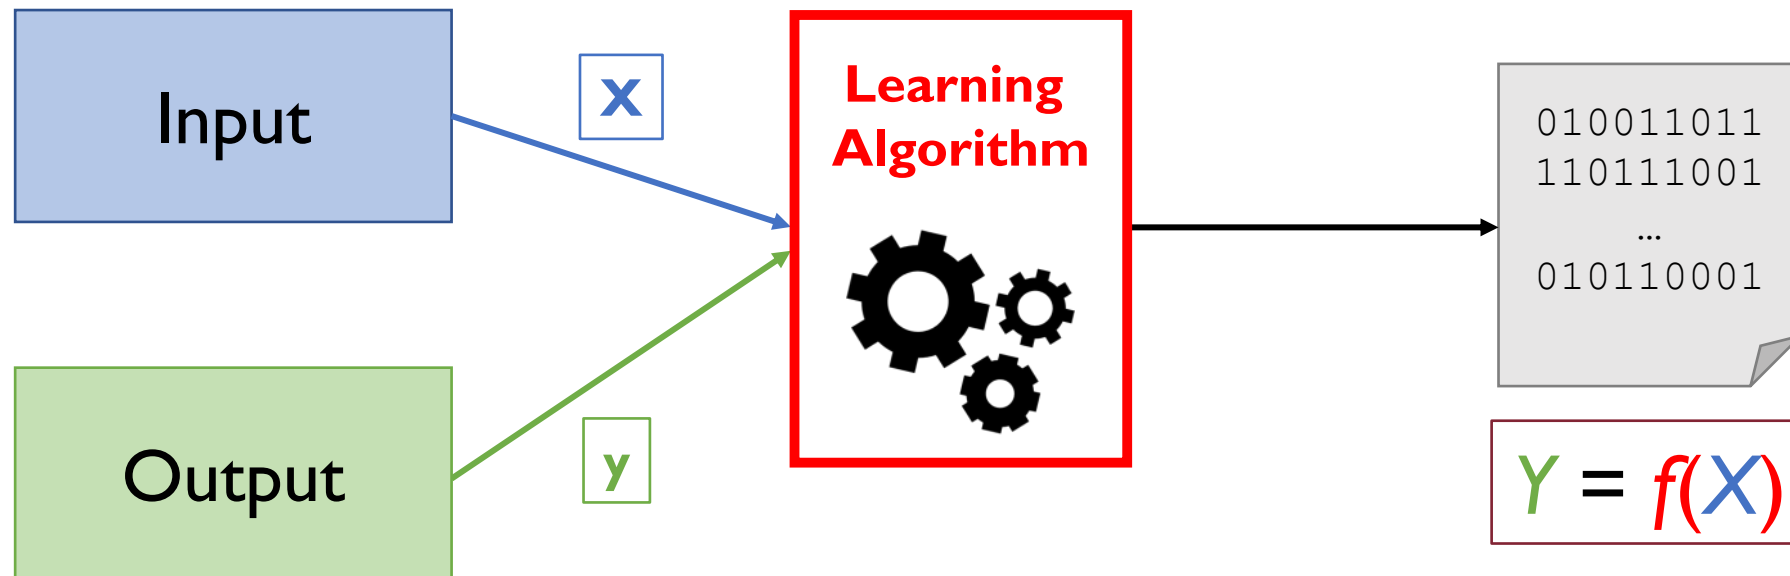 Input
x
Learning
Algorithm
010011011
110111001
…
010110001
Output
y
Y = f(X)